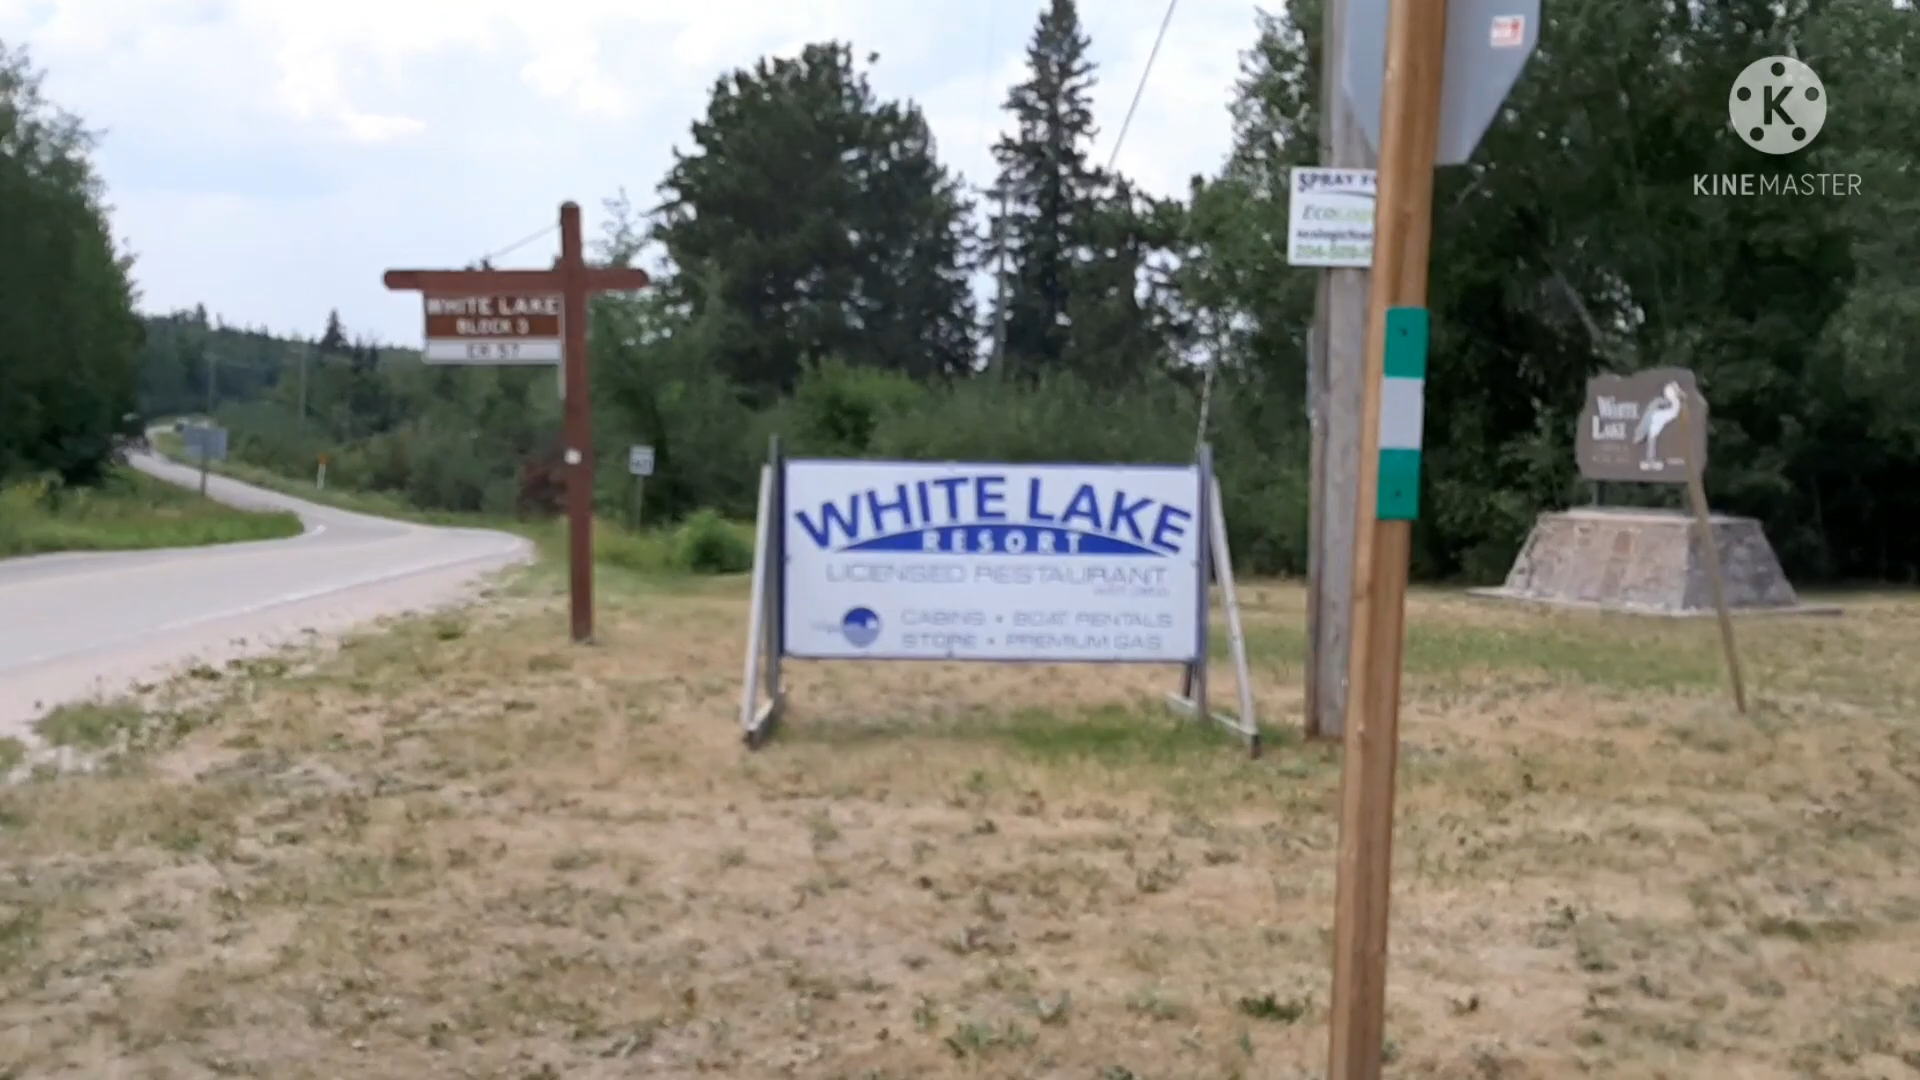 KINEMASTER
SPRAY
WHITE LAKE
BLOCK 3
WHITE LAKE
RESORT
LICENSED RESTAURANT
CABINS • BOAT RENTALS
STORE • PREMIUM GAS
WHITE
LAKE